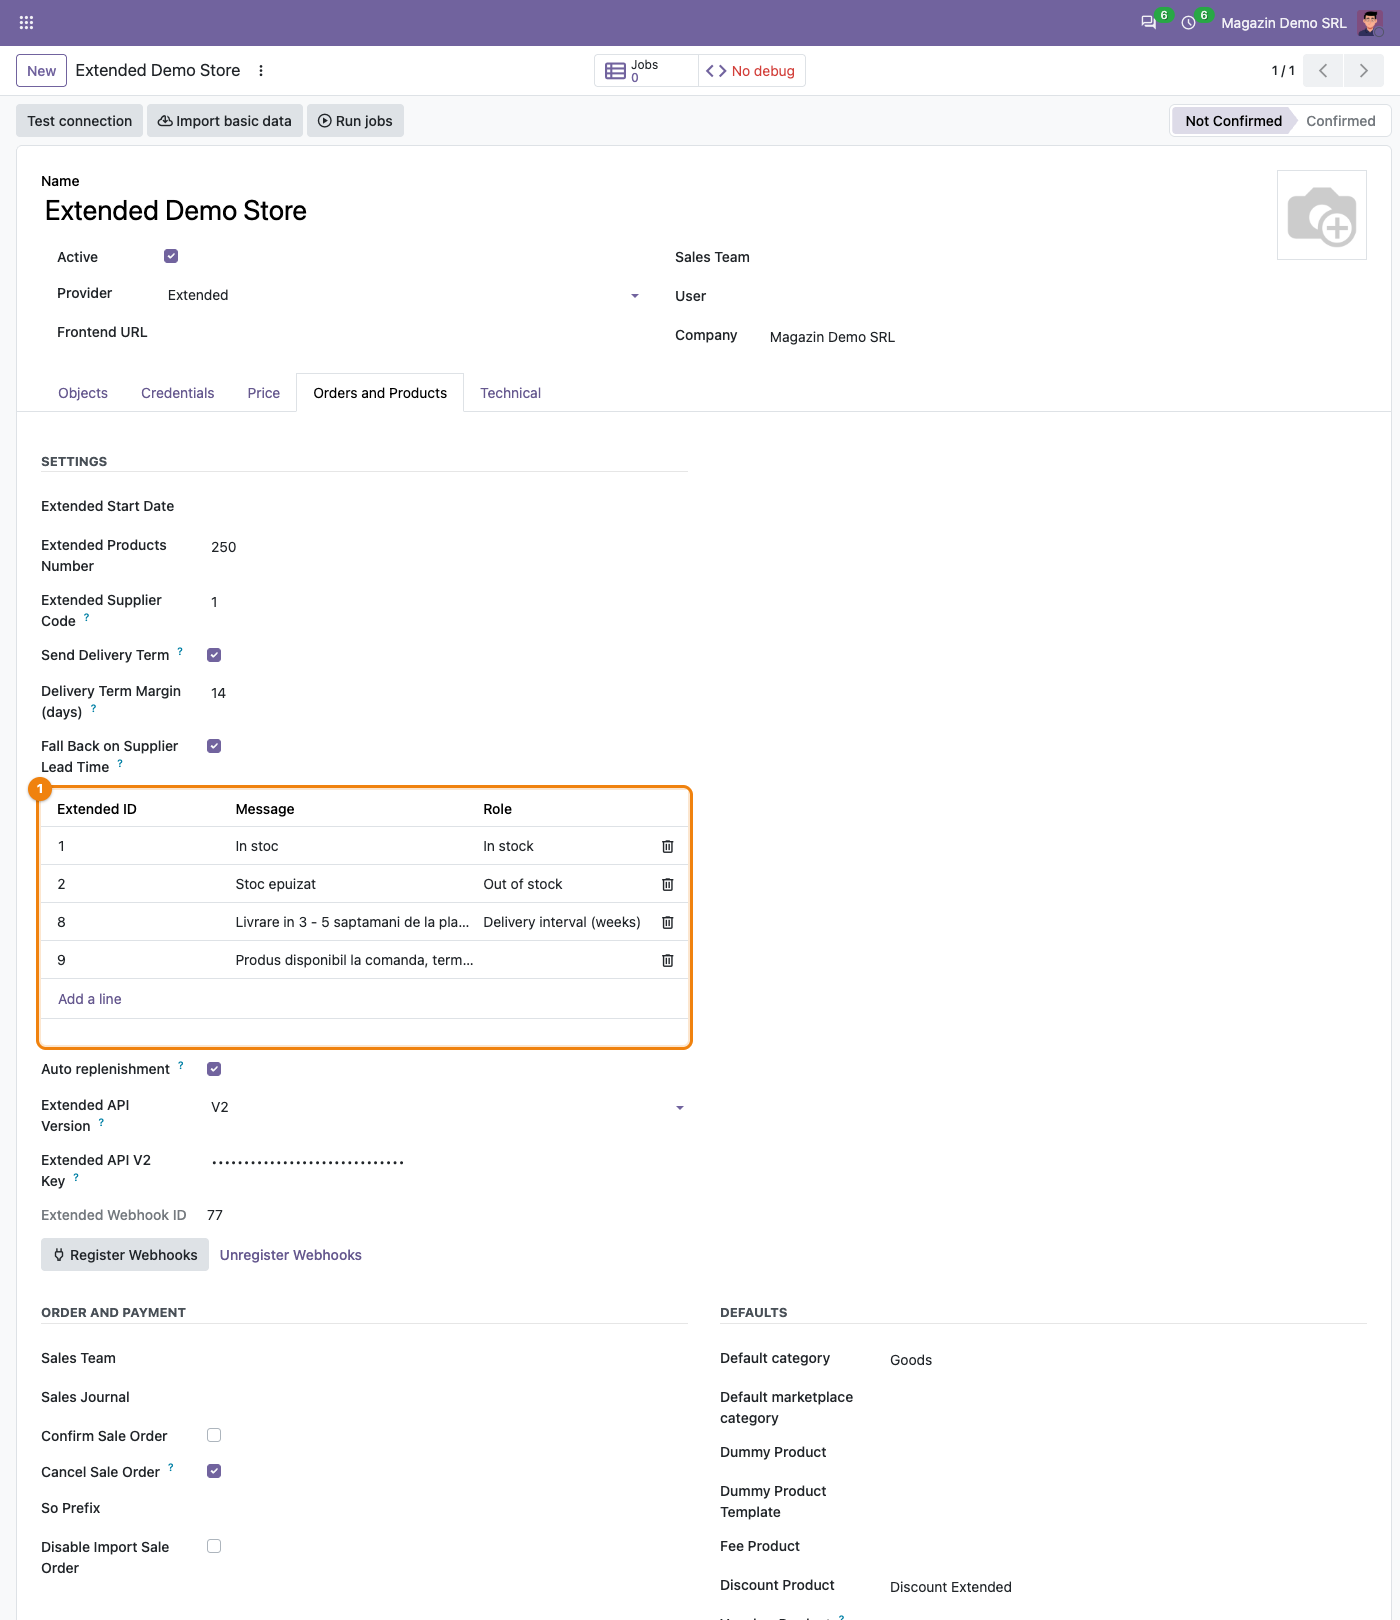 6
6
Magazin Demo SRL
New
Extended Demo Store
Jobs
0
No debug
1 / 1
Test connection
Import basic data
Run jobs
Not Confirmed
Confirmed
Name
Extended Demo Store
Active
Sales Team
Provider
Extended
User
Frontend URL
Company
Magazin Demo SRL
Objects
Credentials
Price
Orders and Products
Technical
SETTINGS
Extended Start Date
Extended Products
Number
250
Extended Supplier
Code ?
1
Send Delivery Term ?
Delivery Term Margin
(days) ?
14
Fall Back on Supplier
Lead Time ?
1
Extended ID
Message
Role
1
In stoc
In stock
2
Stoc epuizat
Out of stock
8
Livrare in 3 - 5 saptamani de la pla...
Delivery interval (weeks)
9
Produs disponibil la comanda, term...
Add a line
Auto replenishment ?
Extended API
Version ?
V2
Extended API V2
Key ?
Extended Webhook ID
77
Register Webhooks
Unregister Webhooks
ORDER AND PAYMENT
Sales Team
Sales Journal
Confirm Sale Order
Cancel Sale Order ?
So Prefix
Disable Import Sale
Order
DEFAULTS
Default category
Goods
Default marketplace
category
Dummy Product
Dummy Product
Template
Fee Product
Discount Product
Discount Extended